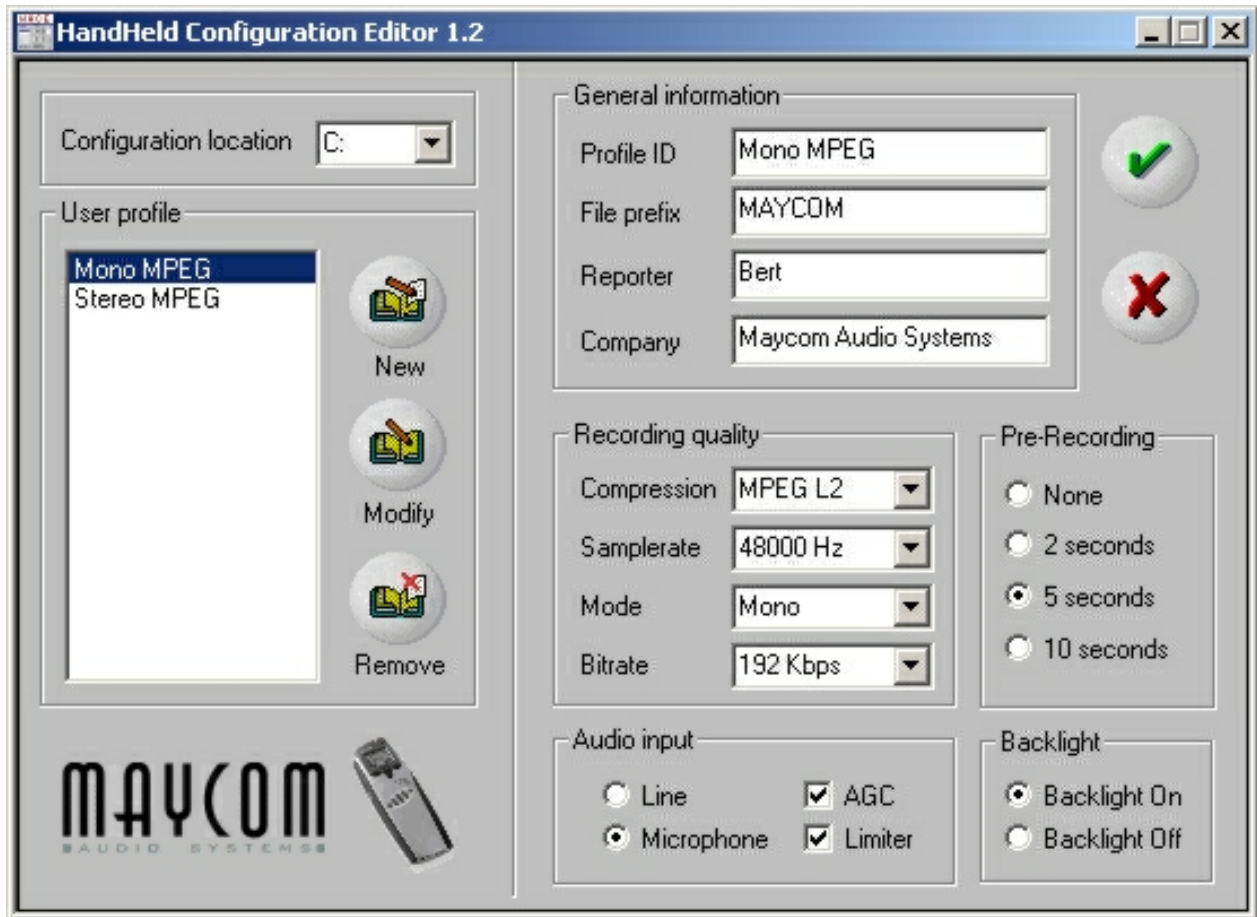 HandHeld Configuration Editor 1.2
Configuration location C:
User profile
Mono MPEG
Stereo MPEG
New
Modify
Remove
MAYCOM
AUDIO SYSTEMS
General information
Profile ID Mono MPEG
File prefix MAYCOM
Reporter Bert
Company Maycom Audio Systems
Recording quality
Compression MPEG L2
Samplerate 48000 Hz
Mode Mono
Bitrate 192 Kbps
Pre-Recording
None
2 seconds
5 seconds
10 seconds
Audio input
Line AGC
Microphone Limiter
Backlight
Backlight On
Backlight Off